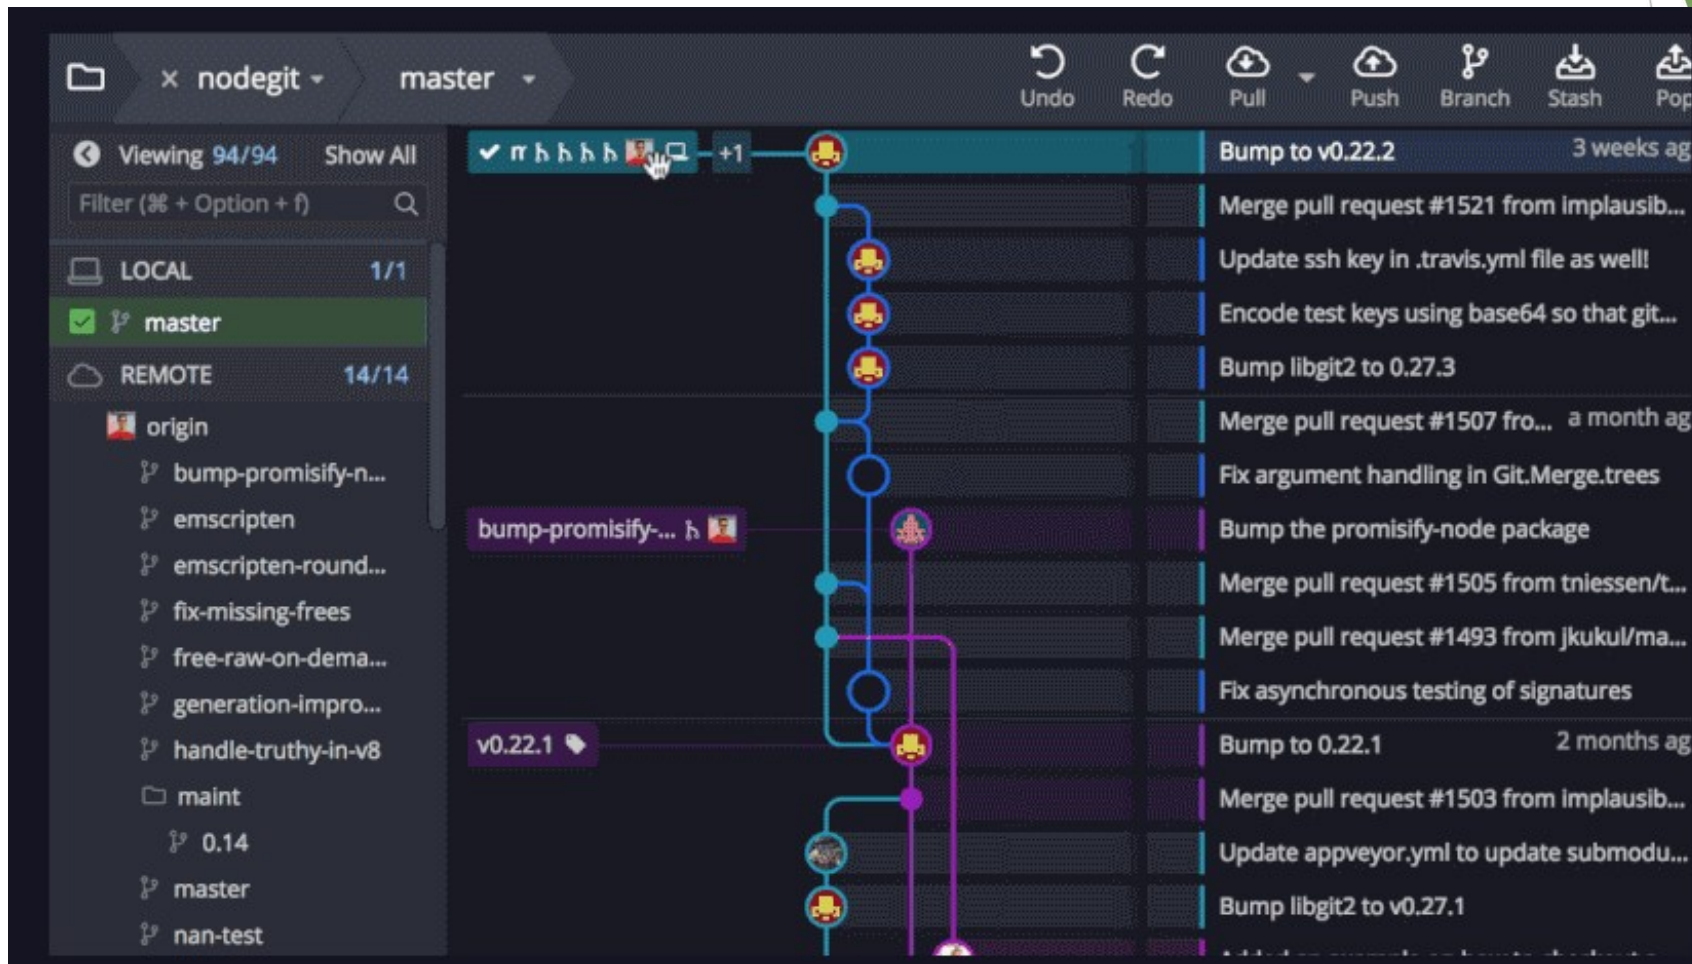 nodegit
master
Undo
Redo
Pull
Push
Branch
Stash
Pop
Viewing 94/94 Show All
Filter (⌘ + Option + f)
LOCAL 1/1
master
REMOTE 14/14
origin
bump-promisify-n...
emscripten
emscripten-round...
fix-missing-frees
free-raw-on-dema...
generation-impro...
handle-truthy-in-v8
maint
0.14
master
nan-test
+1
bump-promisify-...
v0.22.1
Bump to v0.22.2 3 weeks ag
Merge pull request #1521 from implausib...
Update ssh key in .travis.yml file as well!
Encode test keys using base64 so that git...
Bump libgit2 to 0.27.3
Merge pull request #1507 fro... a month ag
Fix argument handling in Git.Merge.trees
Bump the promisify-node package
Merge pull request #1505 from tniessen/t...
Merge pull request #1493 from jkukul/ma...
Fix asynchronous testing of signatures
Bump to 0.22.1 2 months ag
Merge pull request #1503 from implausib...
Update appveyor.yml to update submodu...
Bump libgit2 to v0.27.1